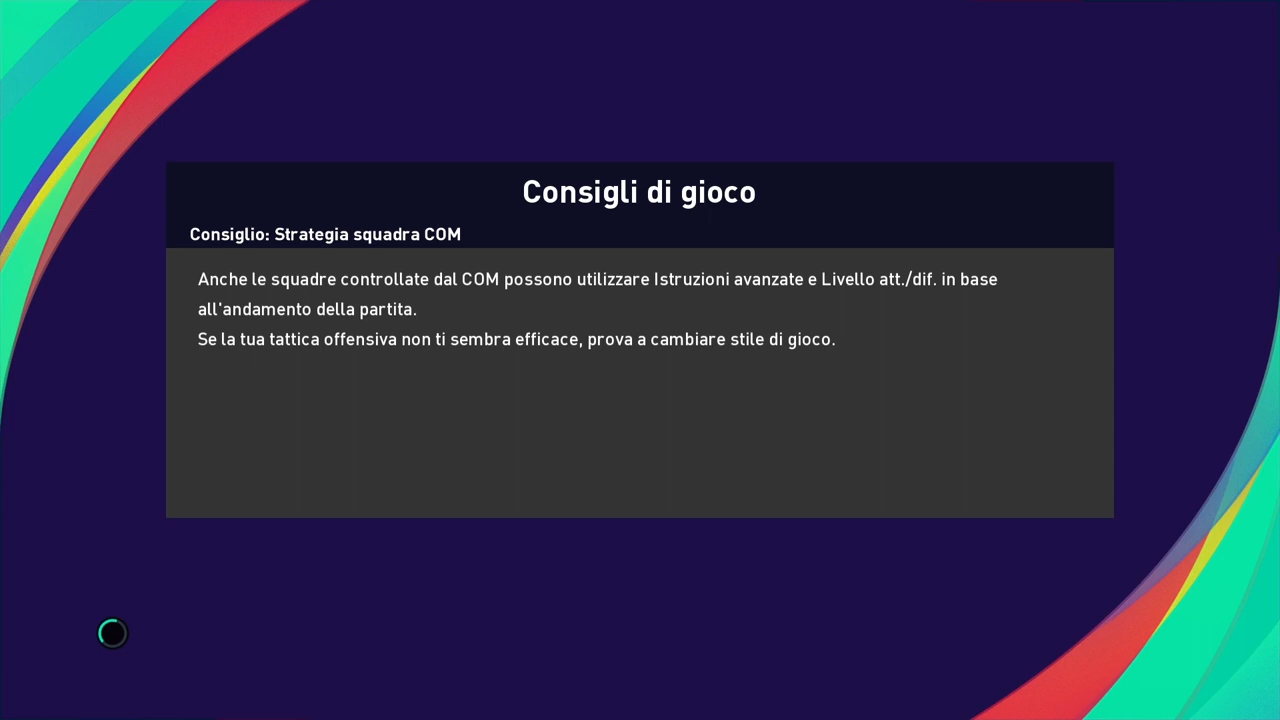 Consigli di gioco
Consiglio: Strategia squadra COM
Anche le squadre controllate dal COM possono utilizzare Istruzioni avanzate e Livello att./dif. in base
all'andamento della partita.
Se la tua tattica offensiva non ti sembra efficace, prova a cambiare stile di gioco.